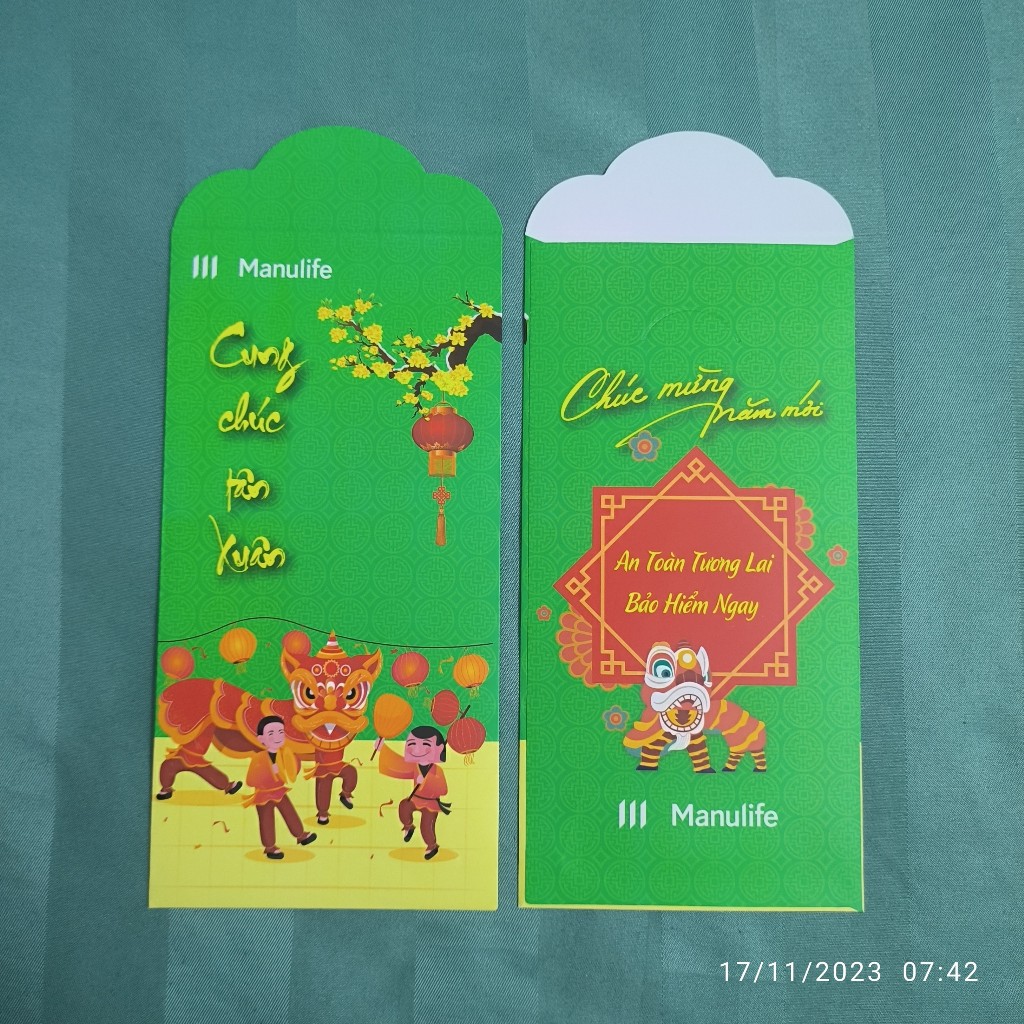 Manulife
Cung
chúc
tân
Xuân
Chúc mừng
năm mới
An Toàn Tương Lai
Bảo Hiểm Ngay
Manulife
17/11/2023 07:42